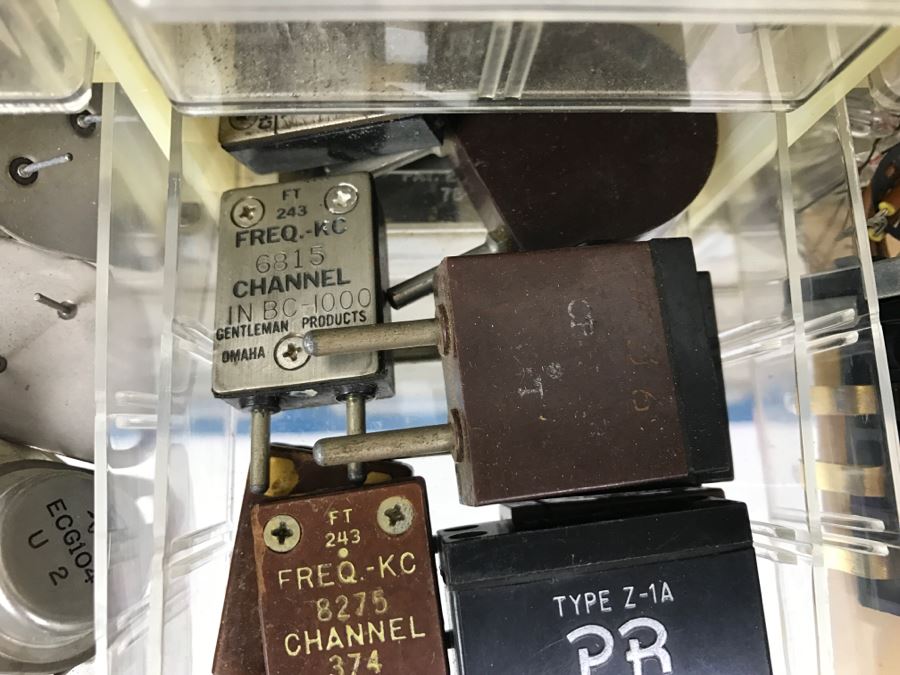 FT
243
FREQ.-KC
6815
CHANNEL
IN BC-1000
GENTLEMAN PRODUCTS
OMAHA
FT
243
FREQ.-KC
8275
CHANNEL
374
TYPE Z-1A
PR
ECG104
U 2